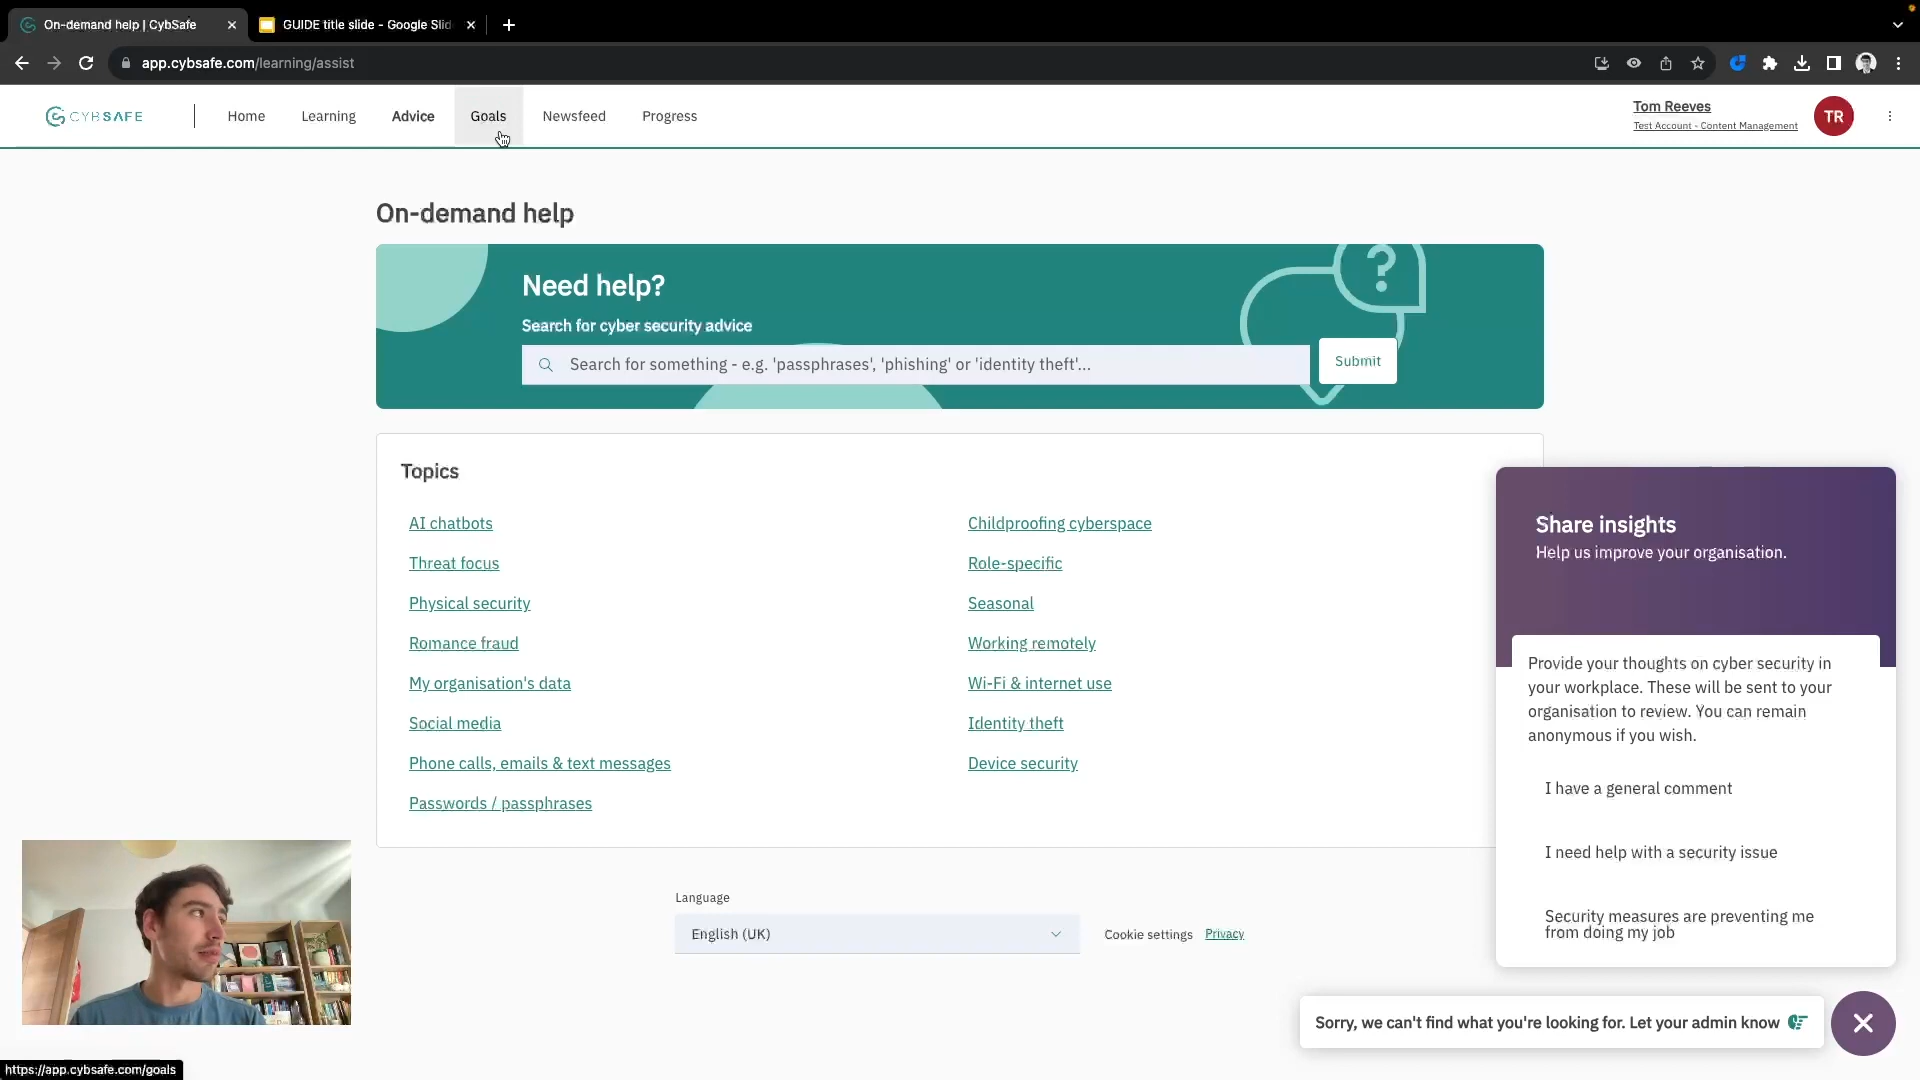 On-demand help | CybSafe
GUIDE title slide - Google Slid
app.cybsafe.com/learning/assist
CYBSAFE
Home
Learning
Advice
Goals
Newsfeed
Progress
Tom Reeves
Test Account - Content Management
TR
On-demand help
Need help?
Search for cyber security advice
Search for something - e.g. 'passphrases', 'phishing' or 'identity theft'...
Submit
?
Topics
AI chatbots
Threat focus
Physical security
Romance fraud
My organisation's data
Social media
Phone calls, emails & text messages
Passwords / passphrases
Childproofing cyberspace
Role-specific
Seasonal
Working remotely
Wi-Fi & internet use
Identity theft
Device security
Share insights
Help us improve your organisation.
Provide your thoughts on cyber security in
your workplace. These will be sent to your
organisation to review. You can remain
anonymous if you wish.
I have a general comment
I need help with a security issue
Security measures are preventing me
from doing my job
Language
English (UK)
Cookie settings
Privacy
Sorry, we can't find what you're looking for. Let your admin know
https://app.cybsafe.com/goals